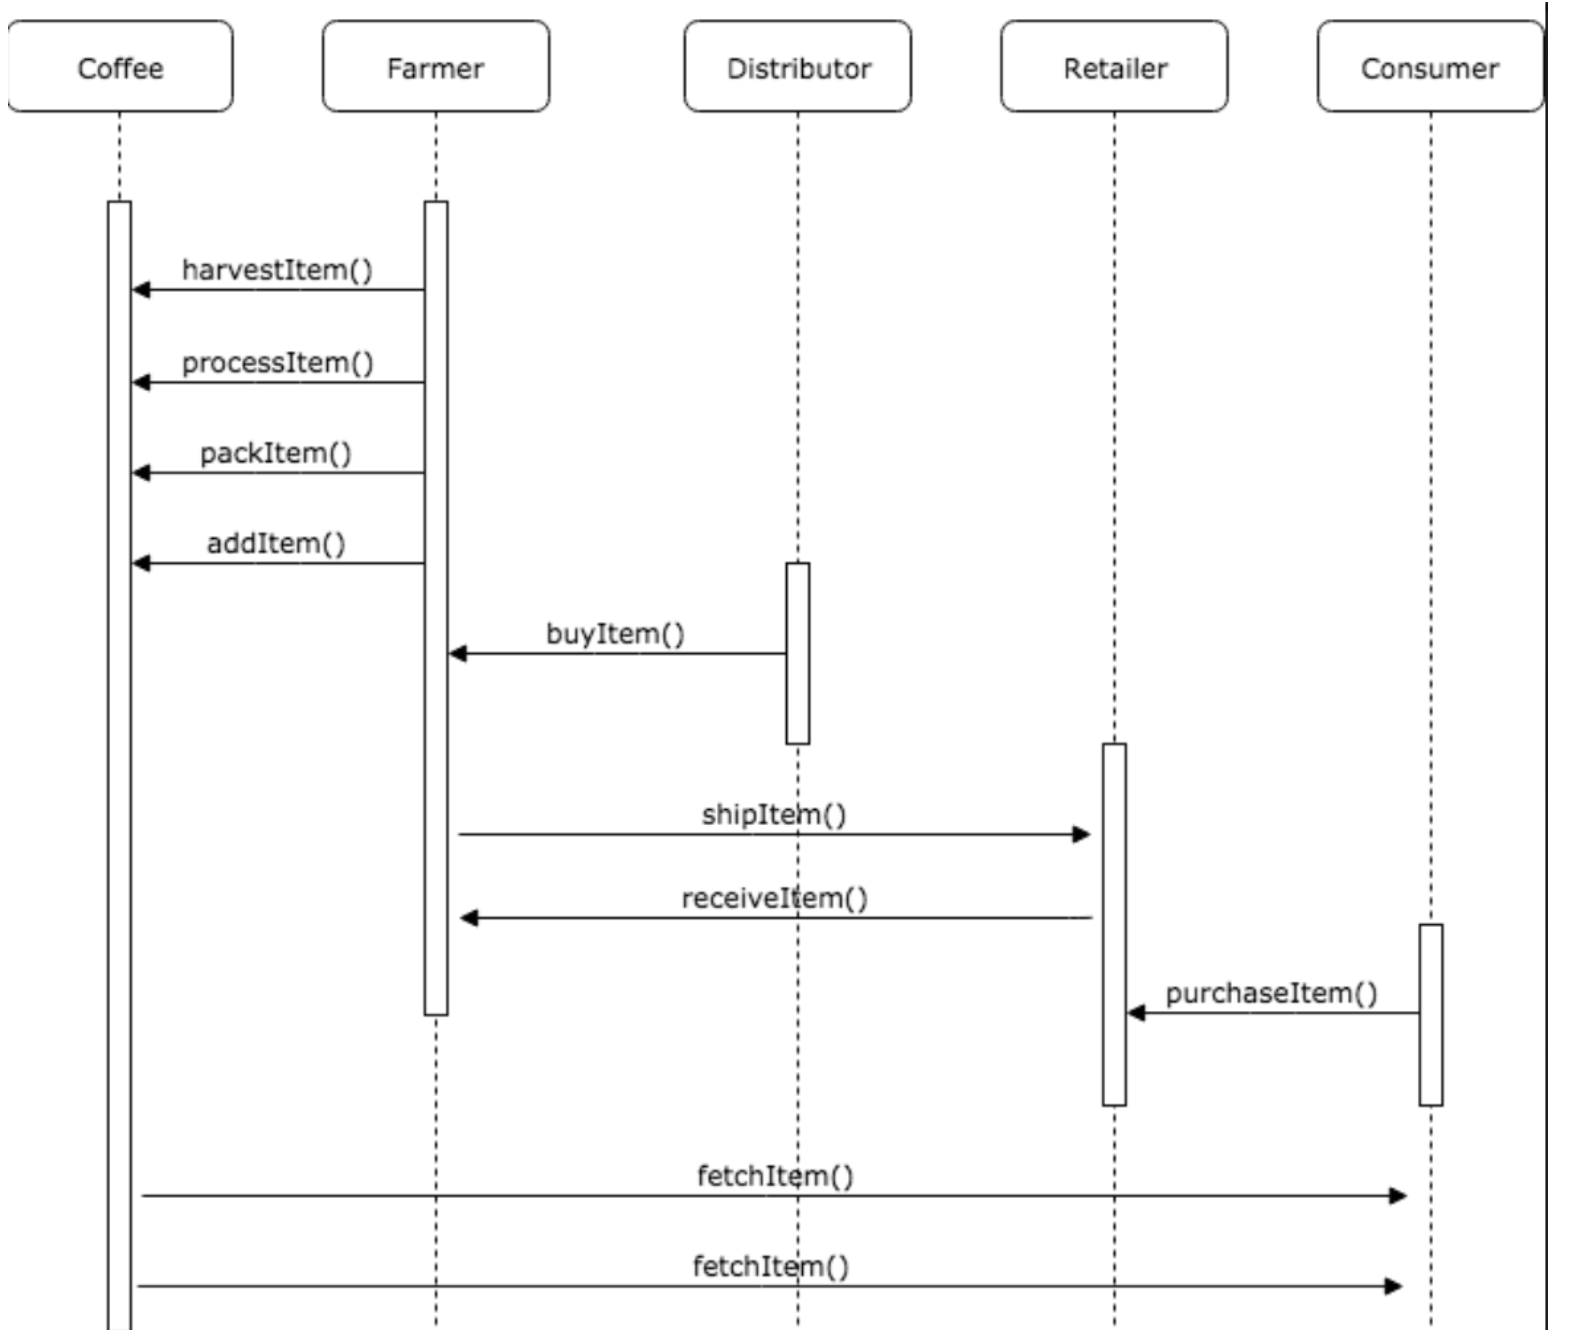 Coffee
Farmer
Distributor
Retailer
Consumer
harvestItem()
processItem()
packItem()
addItem()
buyItem()
shipItem()
receiveItem()
purchaseItem()
fetchItem()
fetchItem()